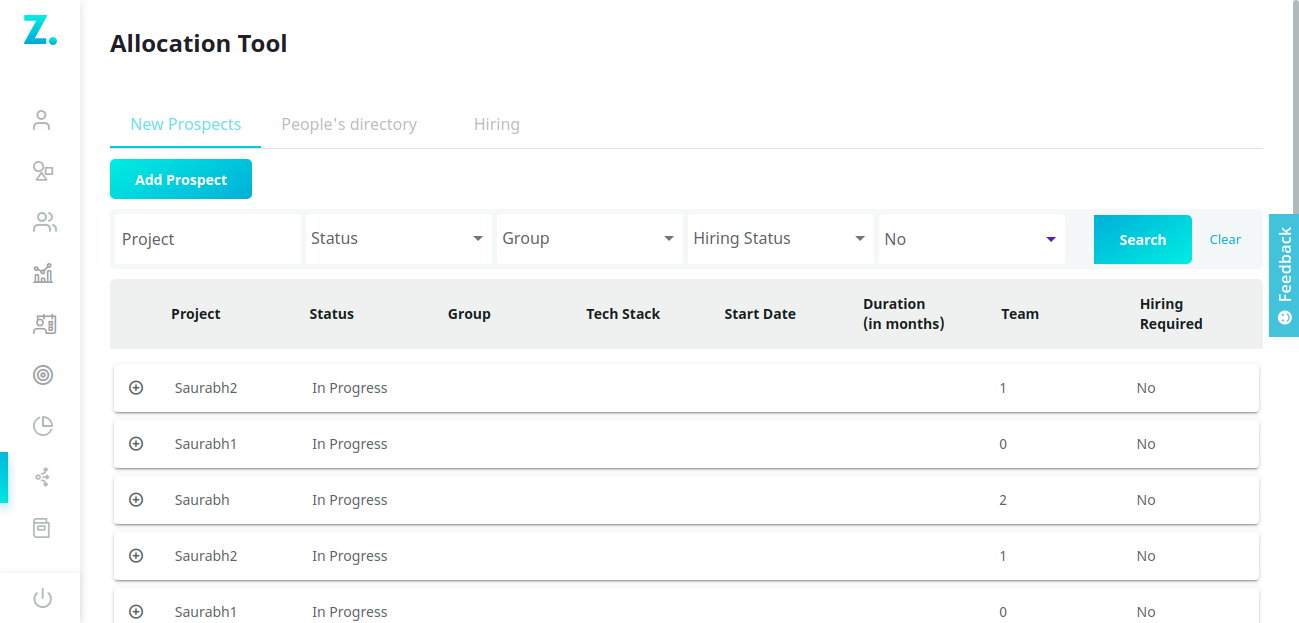 Z.
Allocation Tool
New Prospects People's directory Hiring
Add Prospect
Project Status Group Hiring Status No Search Clear
Feedback
Project Status Group Tech Stack Start Date Duration (in months) Team Hiring Required
Saurabh2 In Progress 1 No
Saurabh1 In Progress 0 No
Saurabh In Progress 2 No
Saurabh2 In Progress 1 No
Saurabh1 In Progress 0 No